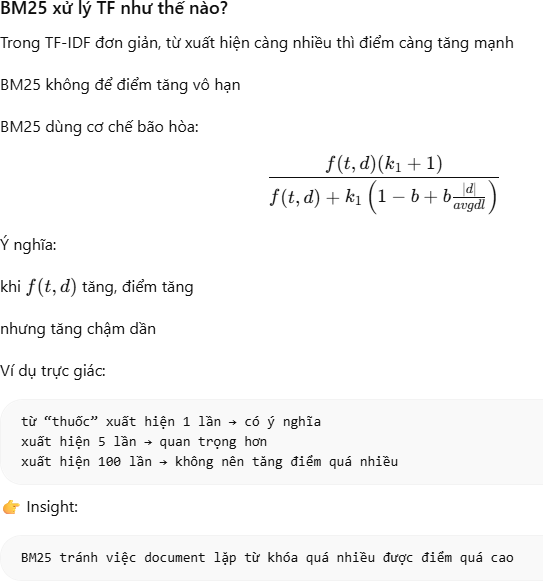 BM25 xử lý TF như thế nào?
Trong TF-IDF đơn giản, từ xuất hiện càng nhiều thì điểm càng tăng mạnh
BM25 không để điểm tăng vô hạn
BM25 dùng cơ chế bão hòa:
f(t, d)(k₁ + 1)
f(t, d) + k₁ (1 − b + b |d| / avgdl)
Ý nghĩa:
khi f(t, d) tăng, điểm tăng
nhưng tăng chậm dần
Ví dụ trực giác:
từ “thuốc” xuất hiện 1 lần → có ý nghĩa
xuất hiện 5 lần → quan trọng hơn
xuất hiện 100 lần → không nên tăng điểm quá nhiều
👉 Insight:
BM25 tránh việc document lặp từ khóa quá nhiều được điểm quá cao